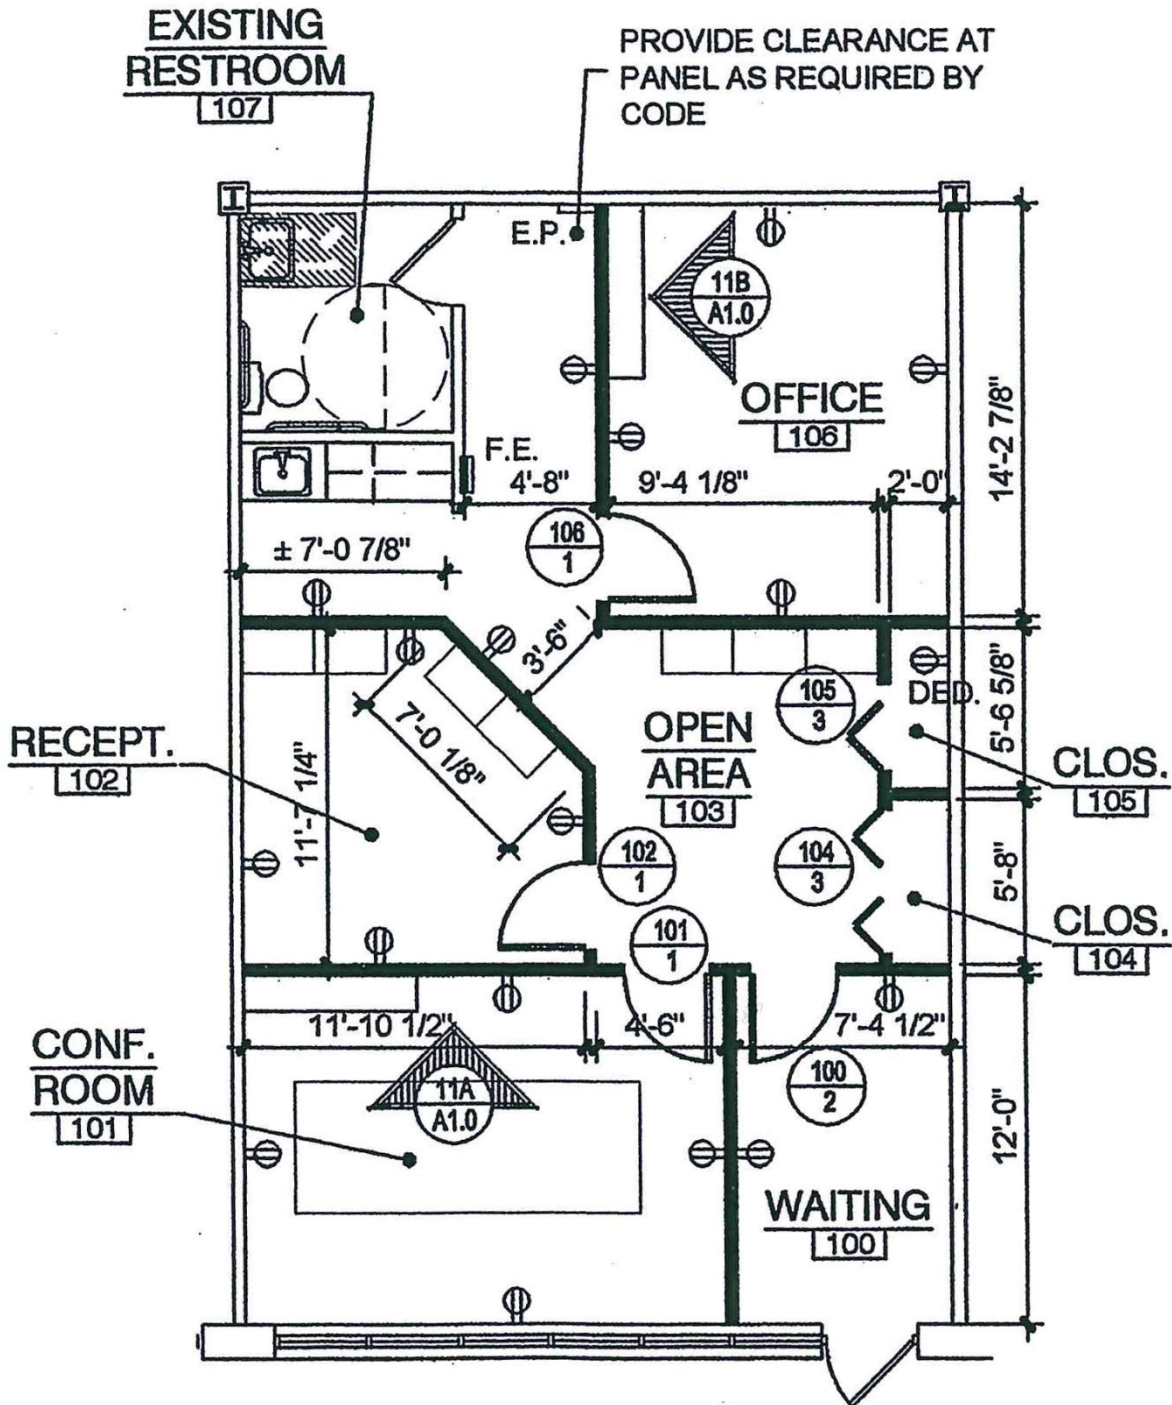 EXISTING
RESTROOM
107
PROVIDE CLEARANCE AT
PANEL AS REQUIRED BY
CODE
E.P.
11B
A1.0
OFFICE
106
14'-2 7/8"
F.E.
4'-8"
9'-4 1/8"
2'-0"
106
1
± 7'-0 7/8"
3'-6"
7'-0 1/8"
105
3
DED.
5'-6 5/8"
OPEN
AREA
103
RECEPT.
102
CLOS.
105
11'-7 1/4"
102
1
104
3
5'-8"
101
1
CLOS.
104
11'-10 1/2"
4'-6"
7'-4 1/2"
CONF.
ROOM
101
11A
A1.0
100
2
12'-0"
WAITING
100